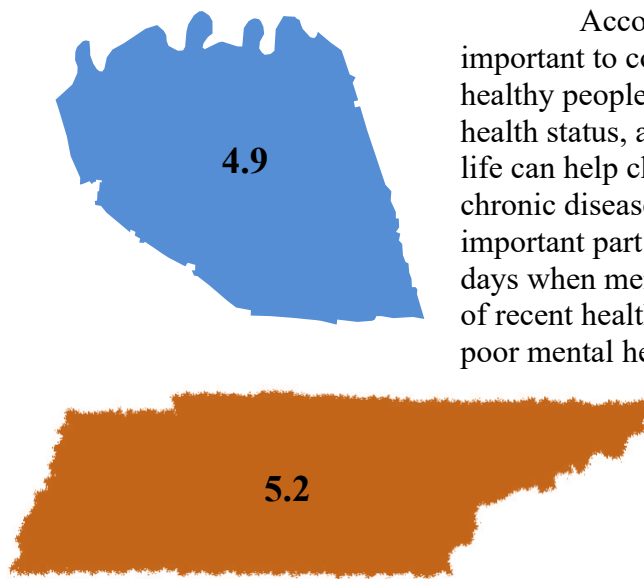 Acco
important to co
healthy people
health status, a
life can help cl
chronic disease
important part
days when me
of recent healt
poor mental he
4.9
5.2